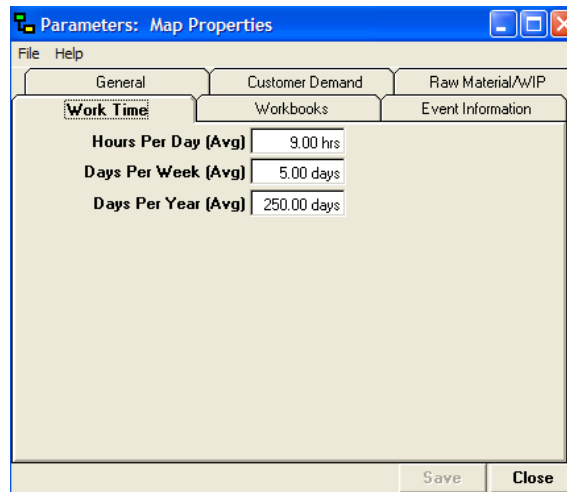 Parameters: Map Properties
File Help
General Customer Demand Raw Material/WIP
Work Time Workbooks Event Information
Hours Per Day (Avg) 9.00 hrs
Days Per Week (Avg) 5.00 days
Days Per Year (Avg) 250.00 days
Save Close